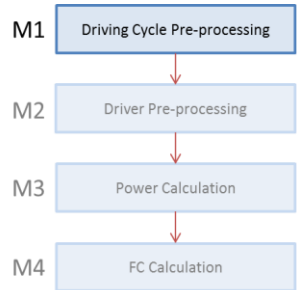 M1 Driving Cycle Pre-processing
M2 Driver Pre-processing
M3 Power Calculation
M4 FC Calculation